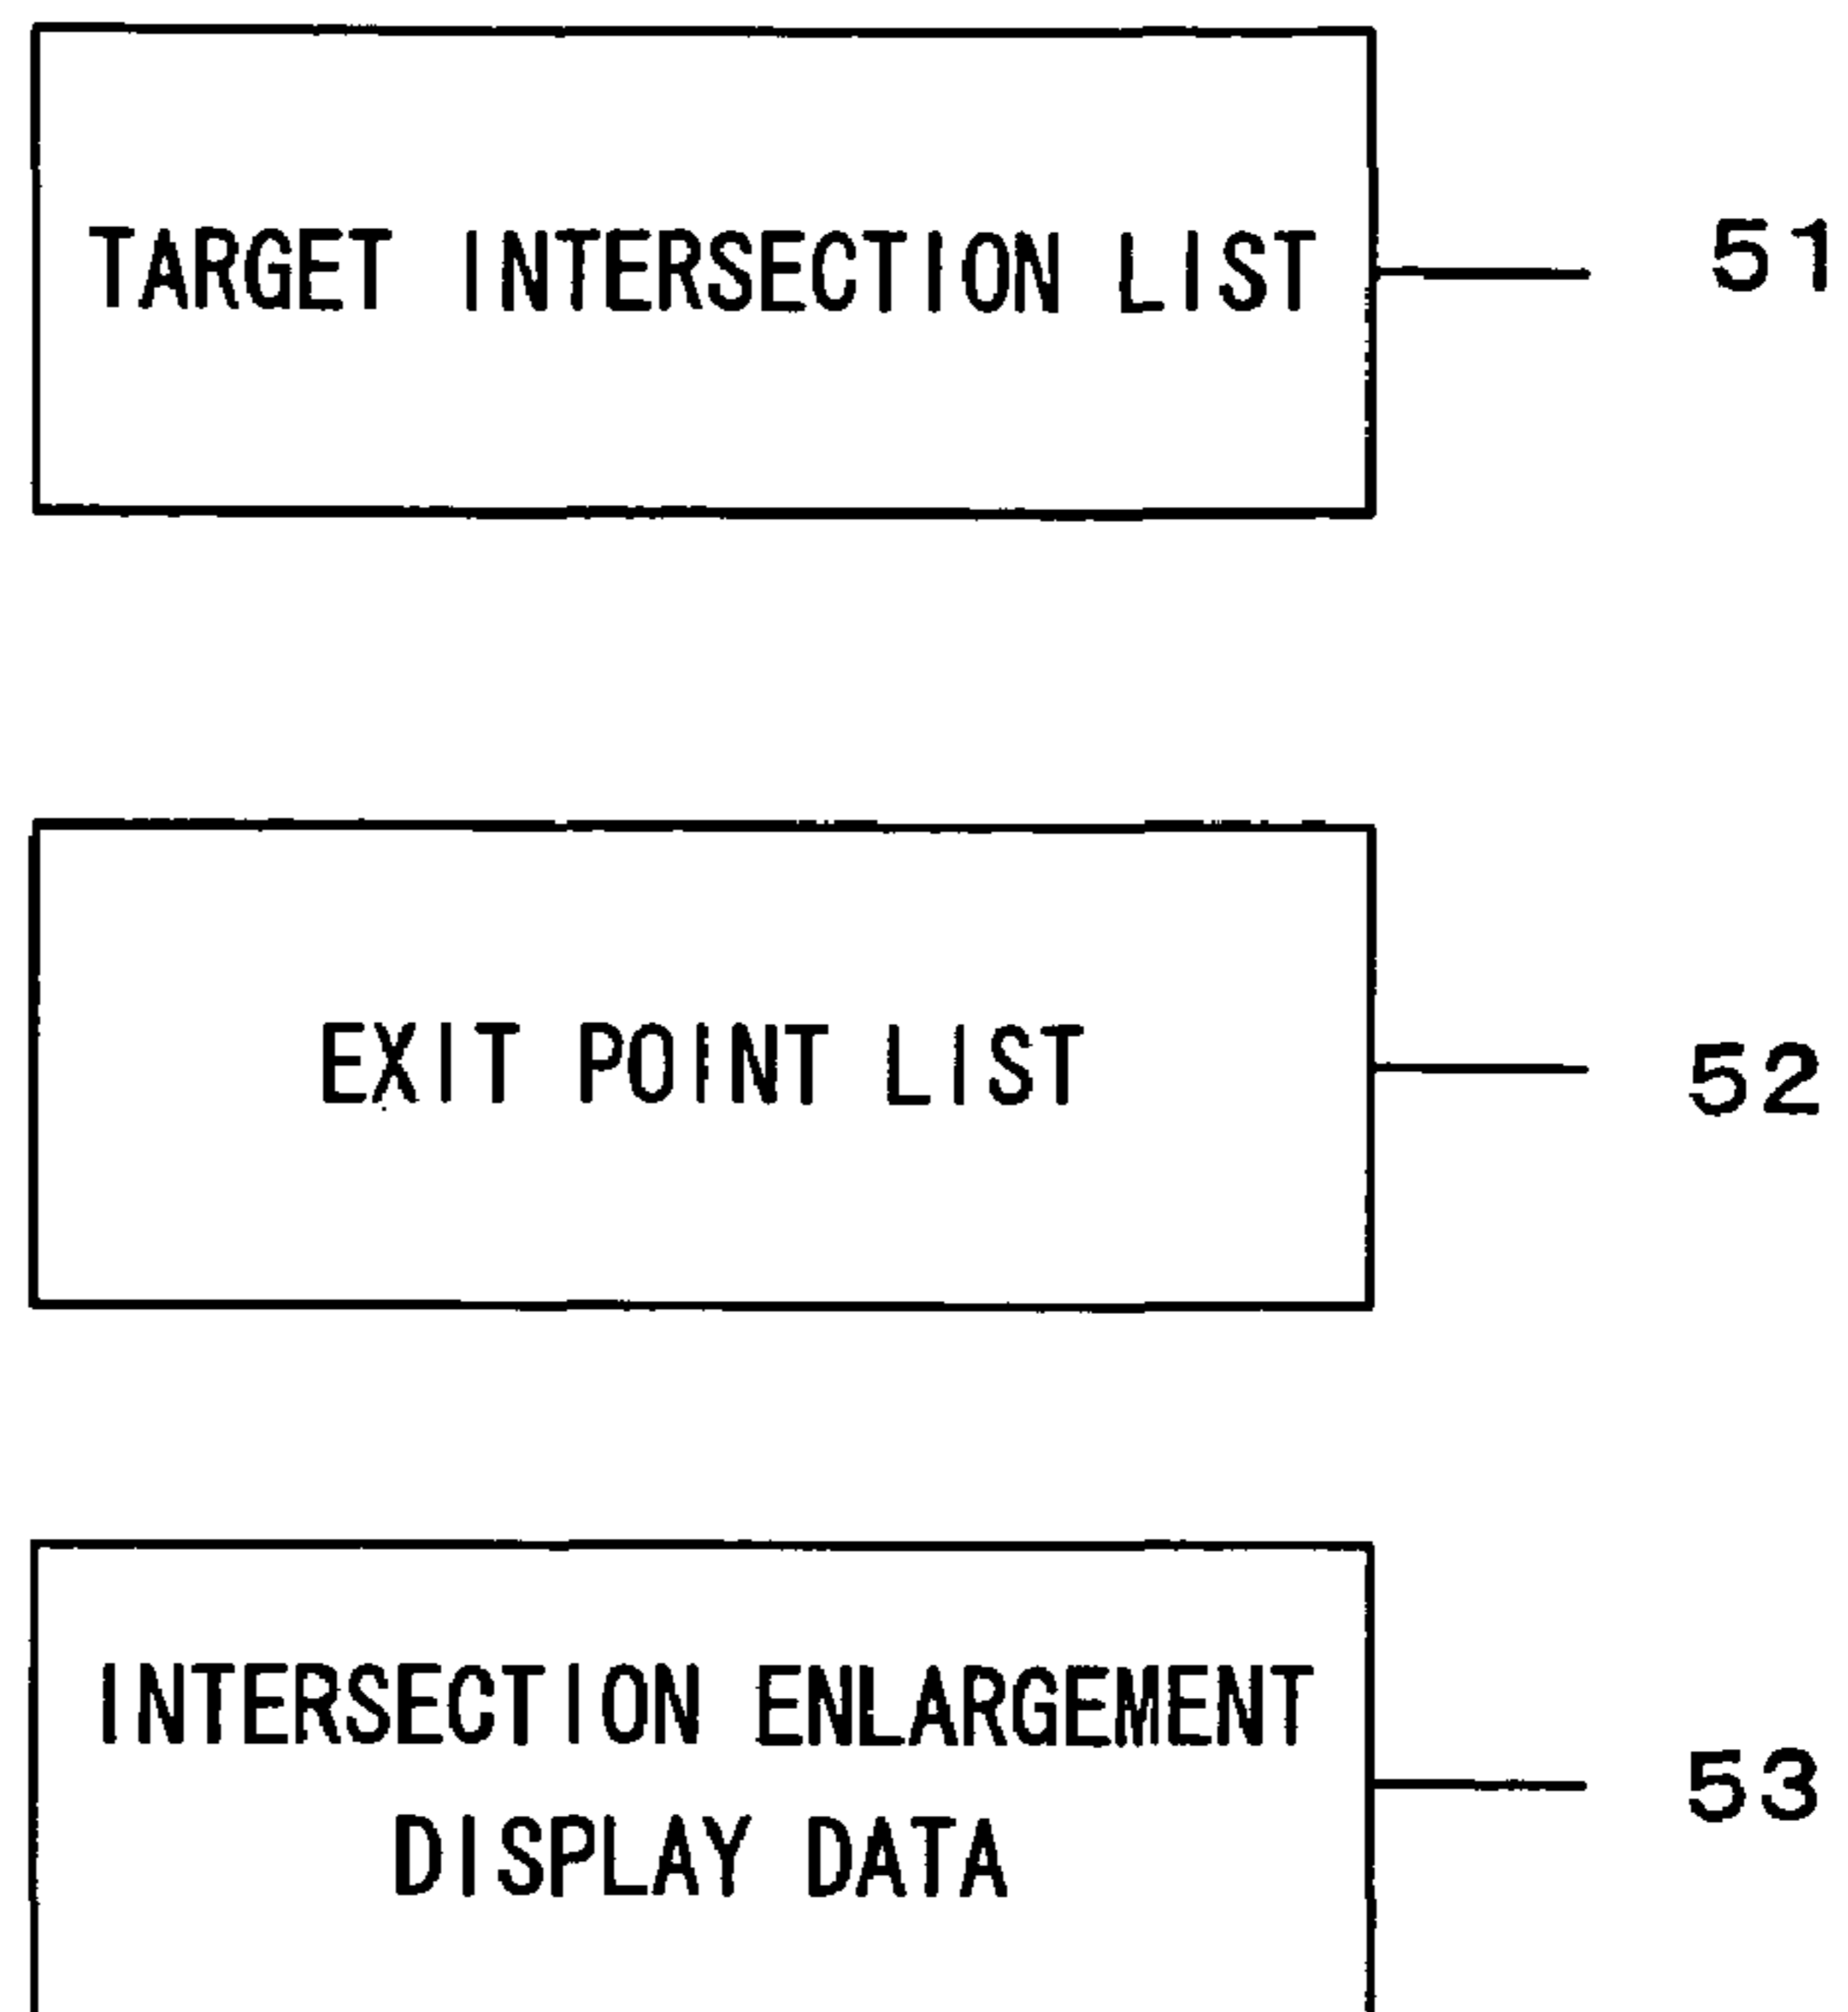 TARGET INTERSECTION LIST
51
EXIT POINT LIST
52
INTERSECTION ENLARGEMENT
DISPLAY DATA
53